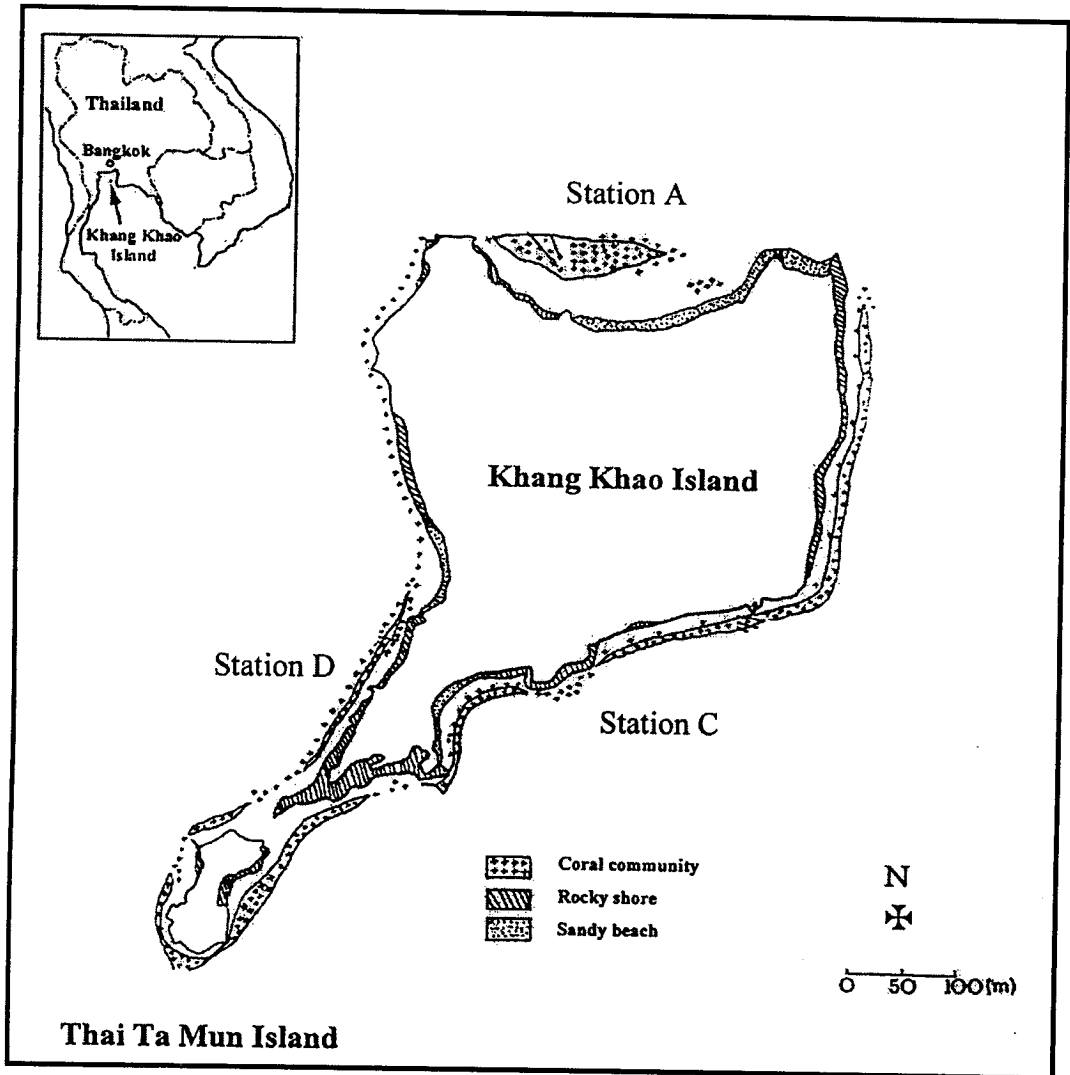 Thailand
Bangkok
Khang Khao
Island
Station A
Khang Khao Island
Station D
Station C
Coral community
Rocky shore
Sandy beach
N
0 50 100(m)
Thai Ta Mun Island